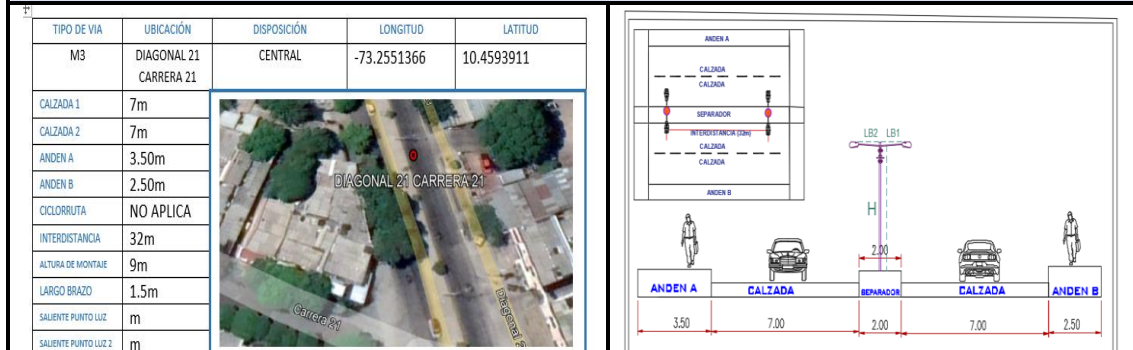 TIPO DE VIA UBICACIÓN DISPOSICIÓN LONGITUD LATITUD
M3 DIAGONAL 21 CENTRAL -73.2551366 10.4593911
CARRERA 21
CALZADA 1 7m
CALZADA 2 7m
ANDEN A 3.50m
ANDEN B 2.50m
CICLORRUTA NO APLICA
INTERDISTANCIA 32m
ALTURA DE MONTAJE 9m
LARGO BRAZO 1.5m
SALIENTE PUNTO LUZ m
SALIENTE PUNTO LUZ 2 m
DIAGONAL 21 CARRERA 21
Carrera 21
Diagonal 2
ANDEN A
CALZADA
CALZADA
SEPARADOR
INTERDISTANCIA (32m)
CALZADA
CALZADA
ANDEN B
LB2 LB1
H
2.00
ANDEN A CALZADA SEPARADOR CALZADA ANDEN B
3.50 7.00 2.00 7.00 2.50